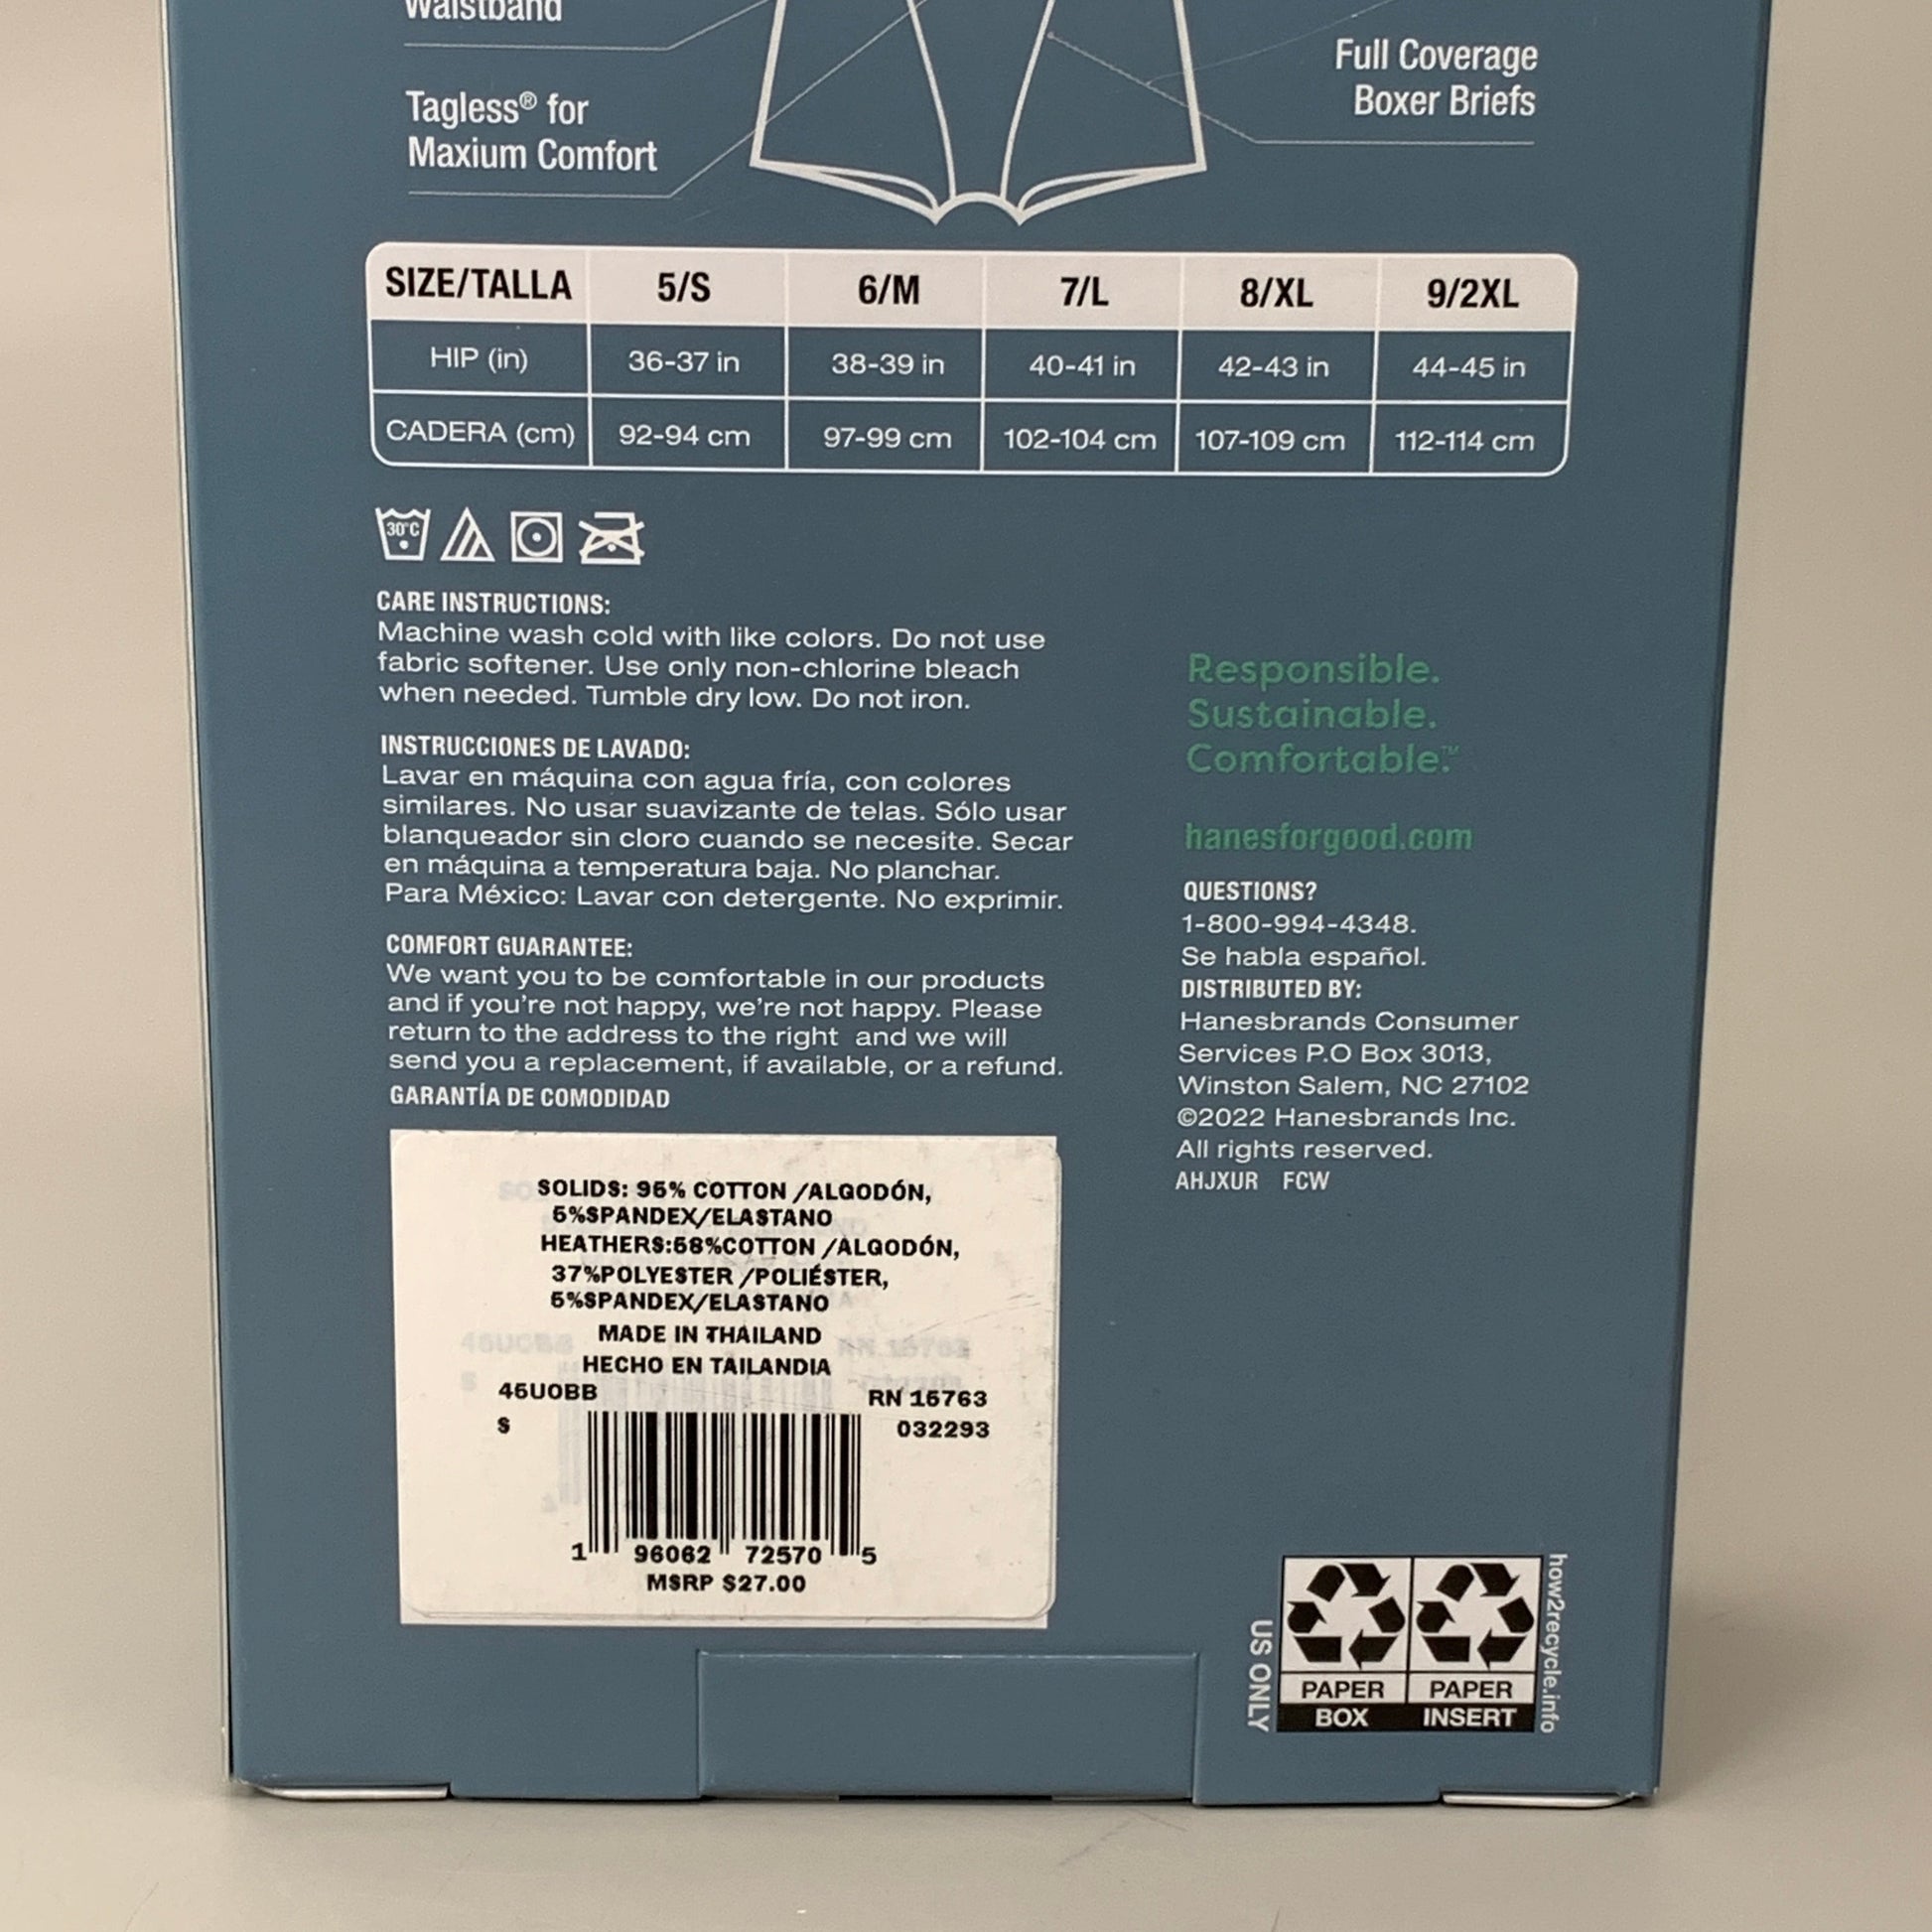 Waistband
Tagless® for
Maxium Comfort
Full Coverage
Boxer Briefs
SIZE/TALLA 5/S 6/M 7/L 8/XL 9/2XL
HIP (in) 36-37 in 38-39 in 40-41 in 42-43 in 44-45 in
CADERA (cm) 92-94 cm 97-99 cm 102-104 cm 107-109 cm 112-114 cm
30°C
CARE INSTRUCTIONS:
Machine wash cold with like colors. Do not use
fabric softener. Use only non-chlorine bleach
when needed. Tumble dry low. Do not iron.
INSTRUCCIONES DE LAVADO:
Lavar en máquina con agua fría, con colores
similares. No usar suavizante de telas. Sólo usar
blanqueador sin cloro cuando se necesite. Secar
en máquina a temperatura baja. No planchar.
Para México: Lavar con detergente. No exprimir.
COMFORT GUARANTEE:
We want you to be comfortable in our products
and if you're not happy, we're not happy. Please
return to the address to the right and we will
send you a replacement, if available, or a refund.
GARANTÍA DE COMODIDAD
Responsible.
Sustainable.
Comfortable.™
hanesforgood.com
QUESTIONS?
1-800-994-4348.
Se habla español.
DISTRIBUTED BY:
Hanesbrands Consumer
Services P.O Box 3013,
Winston Salem, NC 27102
©2022 Hanesbrands Inc.
All rights reserved.
AHJXUR FCW
SOLIDS: 95% COTTON /ALGODÓN,
5%SPANDEX/ELASTANO
HEATHERS:58%COTTON /ALGODÓN,
37%POLYESTER /POLIÉSTER,
5%SPANDEX/ELASTANO
MADE IN THAILAND
HECHO EN TAILANDIA
45UOBB RN 15763
S 032293
1 96062 72570 5
MSRP $27.00
US ONLY
PAPER PAPER
BOX INSERT
how2recycle.info